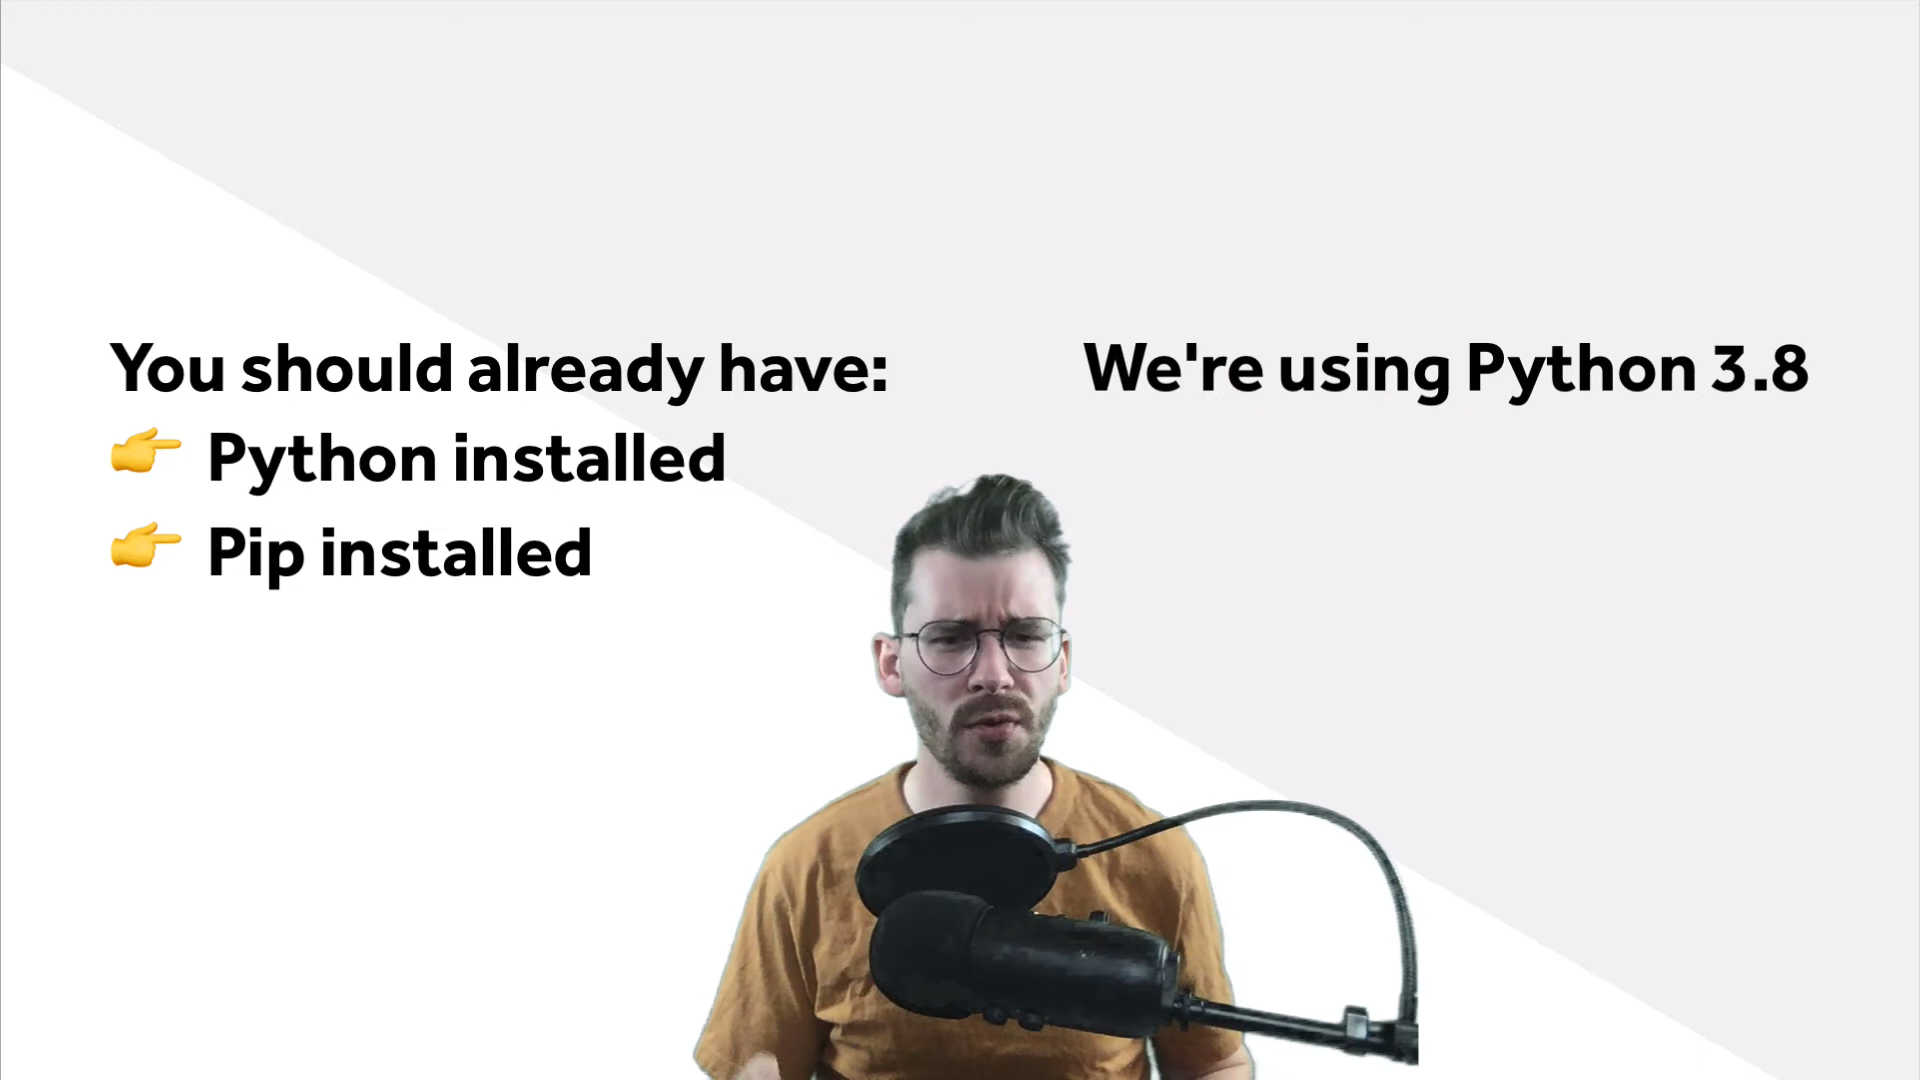 You should already have:
👉 Python installed
👉 Pip installed
We're using Python 3.8